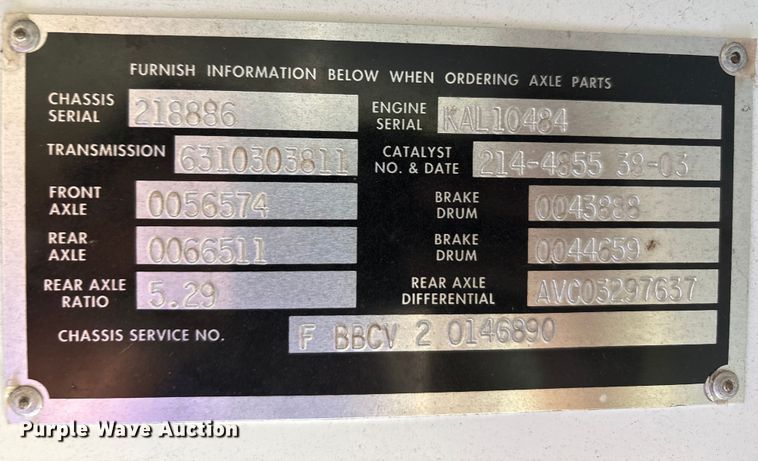 FURNISH INFORMATION BELOW WHEN ORDERING AXLE PARTS
CHASSIS SERIAL 218886 ENGINE SERIAL KAL10484
TRANSMISSION 6310303811 CATALYST NO. & DATE 214-4855 39-03
FRONT AXLE 0056574 BRAKE DRUM 0043898
REAR AXLE 0066511 BRAKE DRUM 0044659
REAR AXLE RATIO 5.29 REAR AXLE DIFFERENTIAL AVC03297637
CHASSIS SERVICE NO. F BBCV 2 0146890
Purple Wave Auction